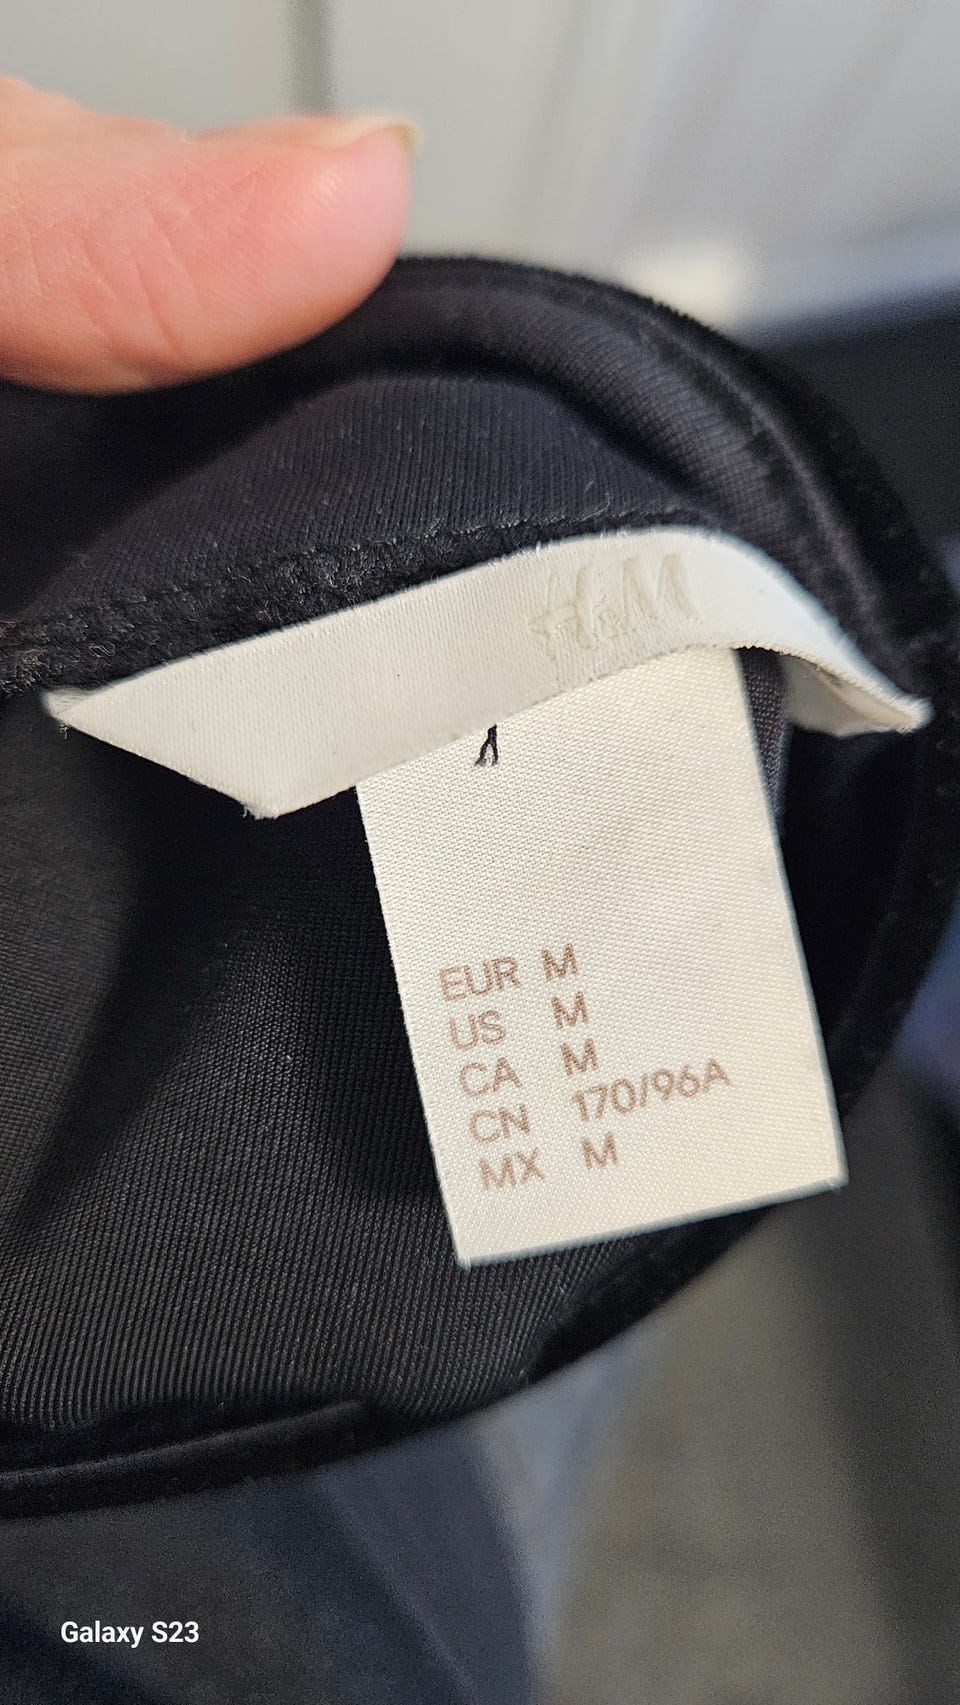 H&M
EUR M
US M
CA M
CN 170/96A
MX M
Galaxy S23